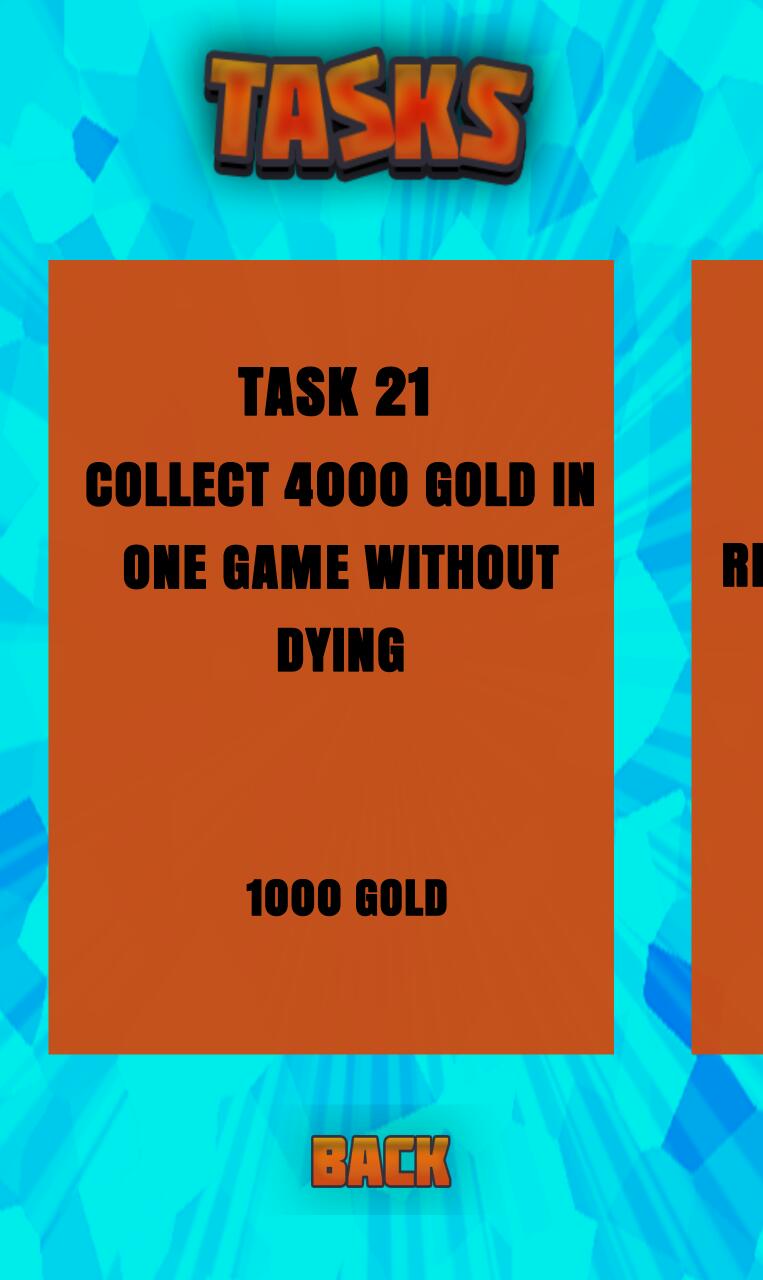 TASKS
TASK 21
COLLECT 4000 GOLD IN
ONE GAME WITHOUT
DYING
1000 GOLD
BACK